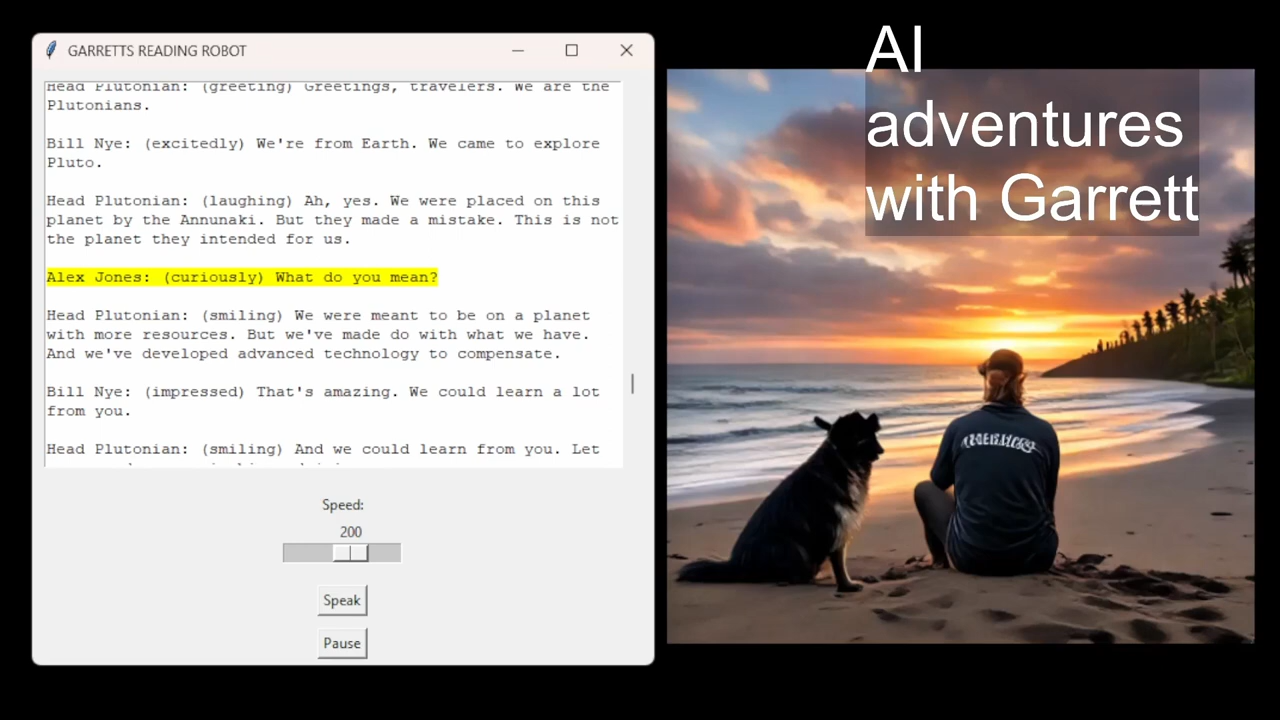 GARRETTS READING ROBOT
Head Plutonian: (greeting) Greetings, travelers. We are the
Plutonians.
Bill Nye: (excitedly) We're from Earth. We came to explore
Pluto.
Head Plutonian: (laughing) Ah, yes. We were placed on this
planet by the Annunaki. But they made a mistake. This is not
the planet they intended for us.
Alex Jones: (curiously) What do you mean?
Head Plutonian: (smiling) We were meant to be on a planet
with more resources. But we've made do with what we have.
And we've developed advanced technology to compensate.
Bill Nye: (impressed) That's amazing. We could learn a lot
from you.
Head Plutonian: (smiling) And we could learn from you. Let
Speed:
200
Speak
Pause
AI
adventures
with Garrett